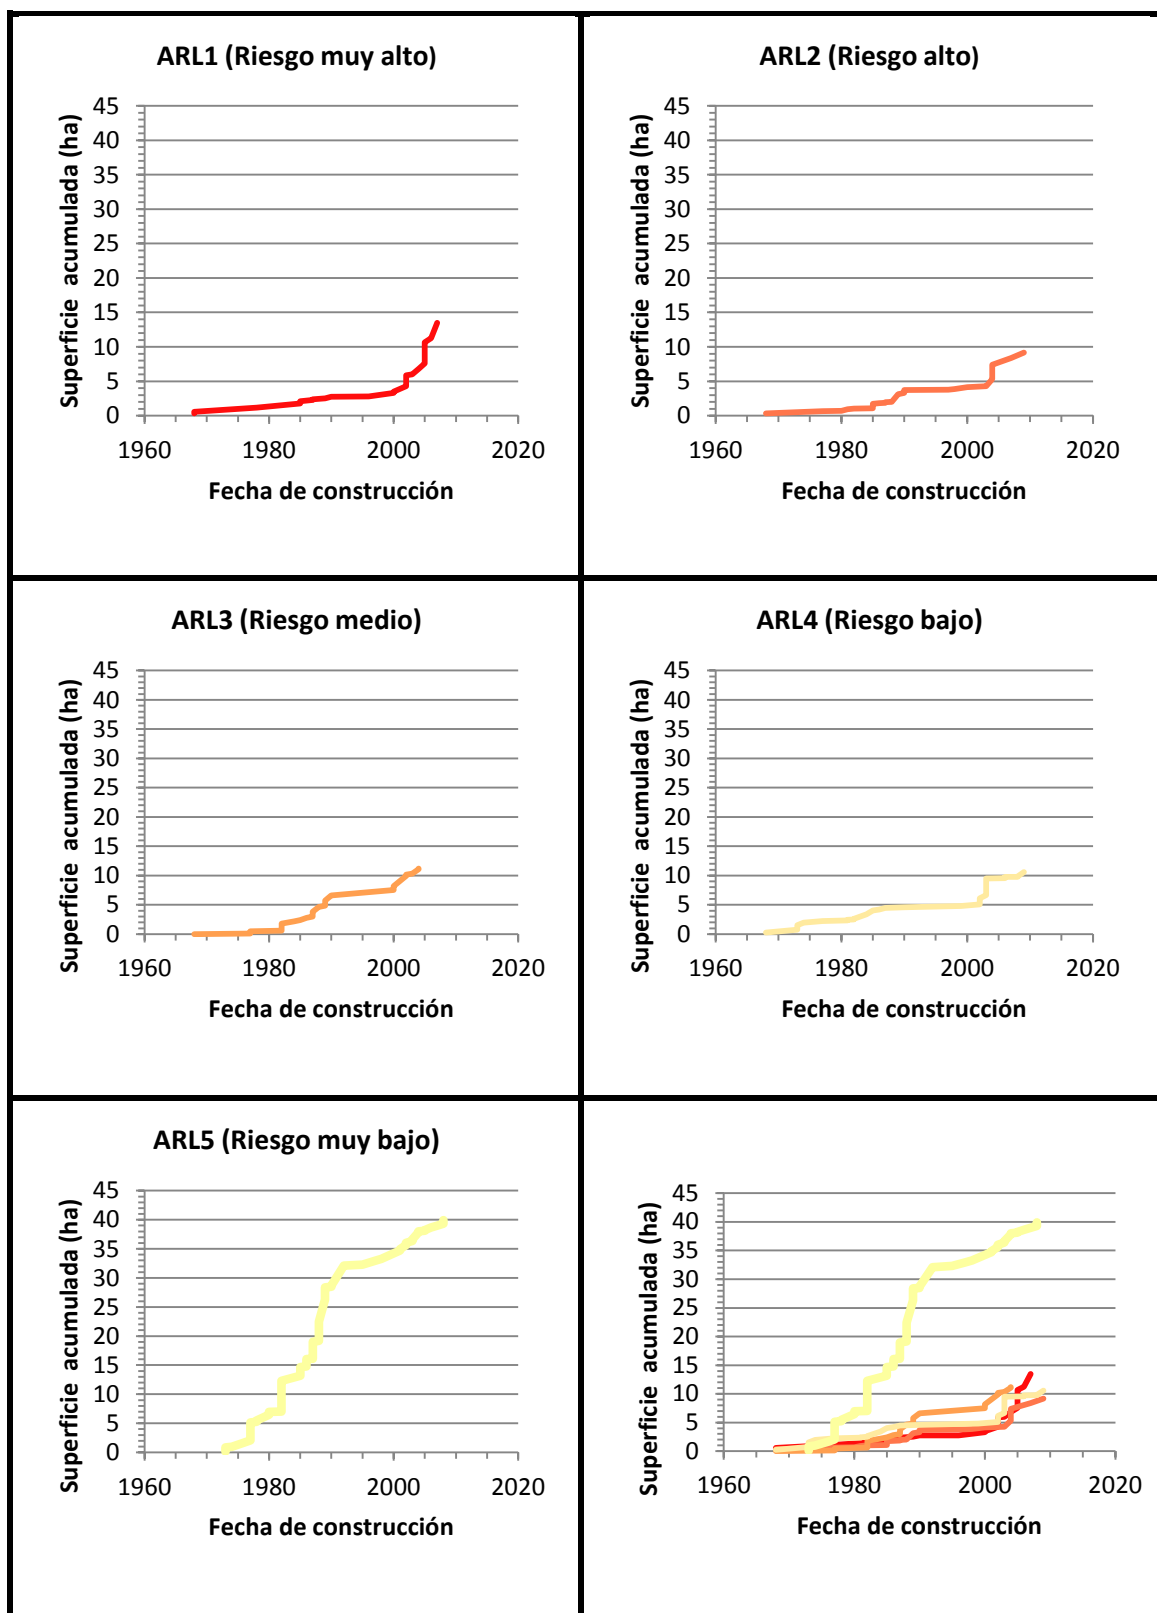 ARL1 (Riesgo muy alto)
Superficie acumulada (ha)
45
40
35
30
25
20
15
10
5
0
1960 1980 2000 2020
Fecha de construcción
ARL2 (Riesgo alto)
Superficie acumulada (ha)
45
40
35
30
25
20
15
10
5
0
1960 1980 2000 2020
Fecha de construcción
ARL3 (Riesgo medio)
Superficie acumulada (ha)
45
40
35
30
25
20
15
10
5
0
1960 1980 2000 2020
Fecha de construcción
ARL4 (Riesgo bajo)
Superficie acumulada (ha)
45
40
35
30
25
20
15
10
5
0
1960 1980 2000 2020
Fecha de construcción
ARL5 (Riesgo muy bajo)
Superficie acumulada (ha)
45
40
35
30
25
20
15
10
5
0
1960 1980 2000 2020
Fecha de construcción
Superficie acumulada (ha)
45
40
35
30
25
20
15
10
5
0
1960 1980 2000 2020
Fecha de construcción